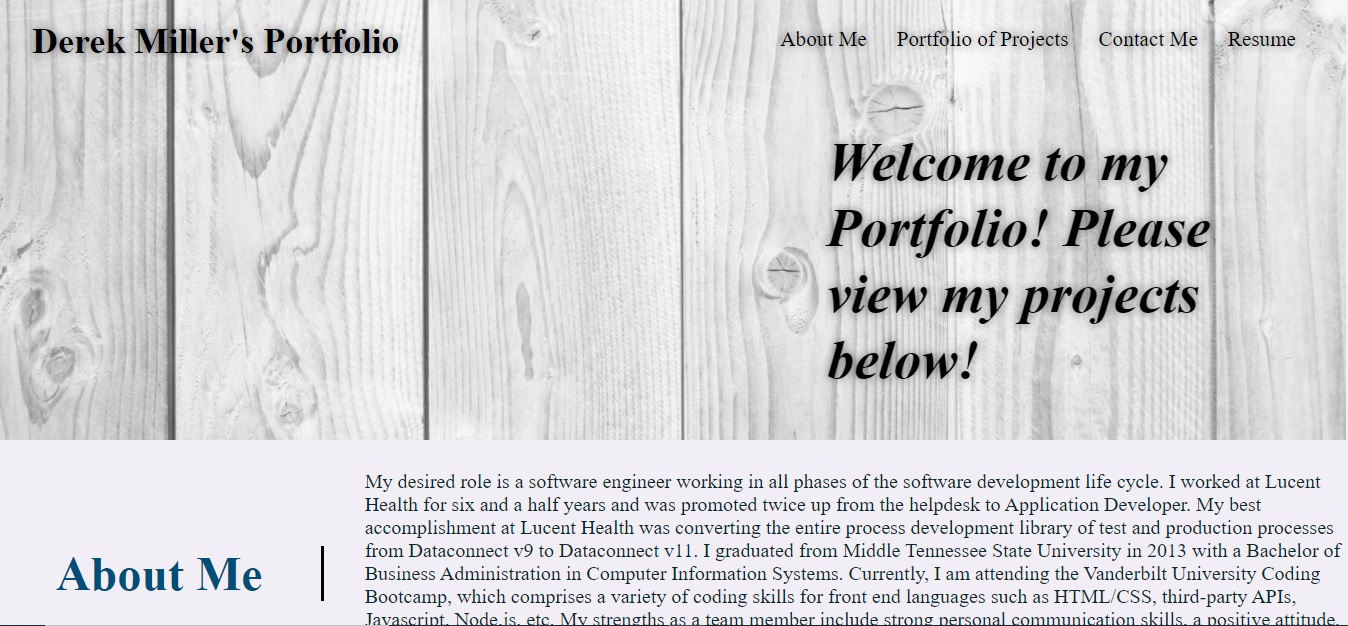 Derek Miller's Portfolio
About Me Portfolio of Projects Contact Me Resume
Welcome to my
Portfolio! Please
view my projects
below!
About Me
My desired role is a software engineer working in all phases of the software development life cycle. I worked at Lucent
Health for six and a half years and was promoted twice up from the helpdesk to Application Developer. My best
accomplishment at Lucent Health was converting the entire process development library of test and production processes
from Dataconnect v9 to Dataconnect v11. I graduated from Middle Tennessee State University in 2013 with a Bachelor of
Business Administration in Computer Information Systems. Currently, I am attending the Vanderbilt University Coding
Bootcamp, which comprises a variety of coding skills for front end languages such as HTML/CSS, third-party APIs,
Javascript, Node.js, etc. My strengths as a team member include strong personal communication skills, a positive attitude,